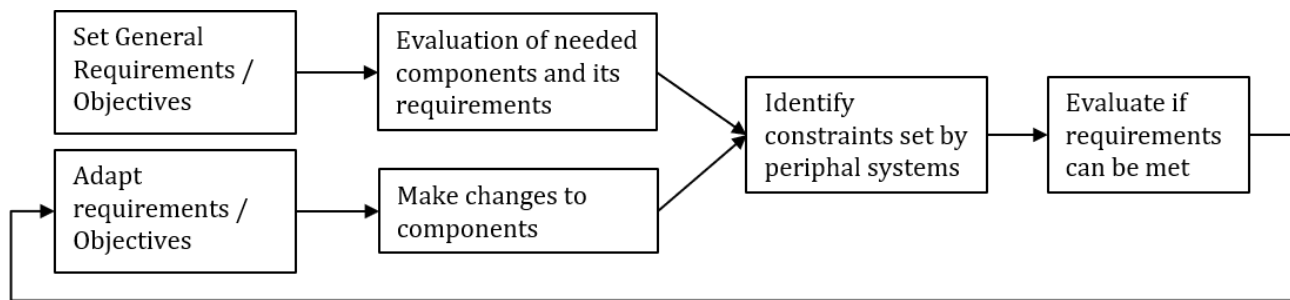 Set General
Requirements /
Objectives
Evaluation of needed
components and its
requirements
Identify
constraints set by
periphal systems
Evaluate if
requirements
can be met
Adapt
requirements /
Objectives
Make changes to
components